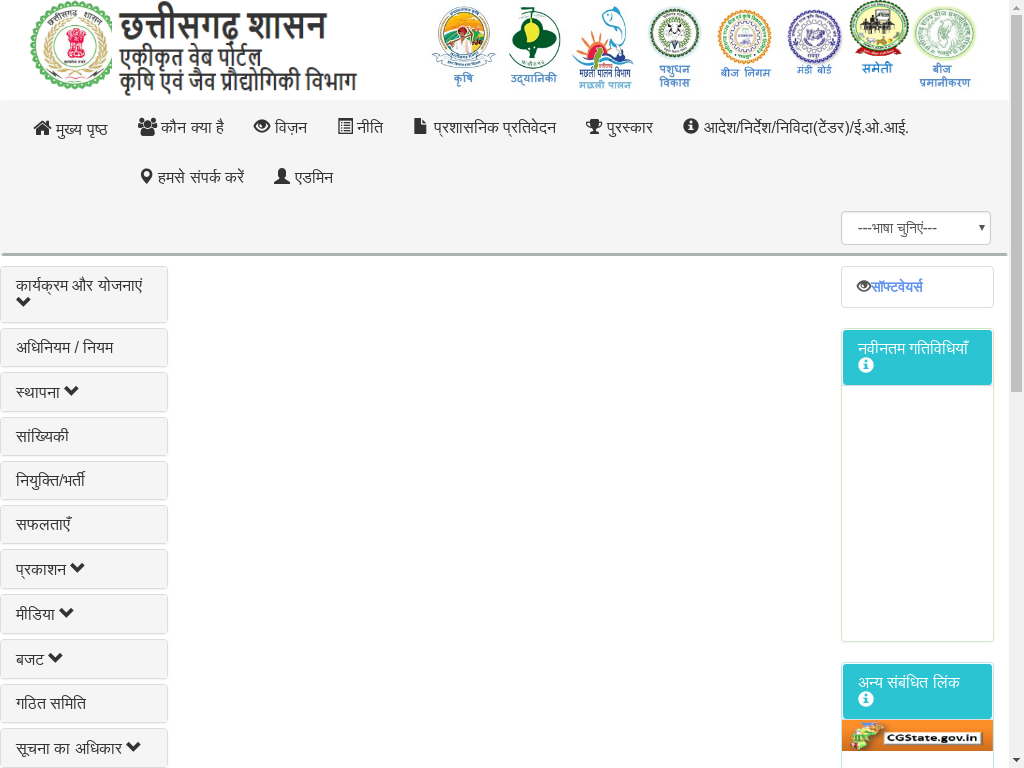 छत्तीसगढ़ शासन
एकीकृत वेब पोर्टल
कृषि एवं जैव प्रौद्योगिकी विभाग
कृषि
उद्यानिकी
मछली पालन विभाग
मछली पालन
पशुधन
विकास
बीज निगम
मंडी बोर्ड
समेती
बीज
प्रमानीकरण
मुख्य पृष्ठ
कौन क्या है
विज़न
नीति
प्रशासनिक प्रतिवेदन
पुरस्कार
आदेश/निर्देश/निविदा(टेंडर)/ई.ओ.आई.
हमसे संपर्क करें
एडमिन
---भाषा चुनिएं---
कार्यक्रम और योजनाएं
अधिनियम / नियम
स्थापना
सांख्यिकी
नियुक्ति/भर्ती
सफलताएँ
प्रकाशन
मीडिया
बजट
गठित समिति
सूचना का अधिकार
सॉफ्टवेयर्स
नवीनतम गतिविधियाँ
अन्य संबंधित लिंक
CGState.gov.in